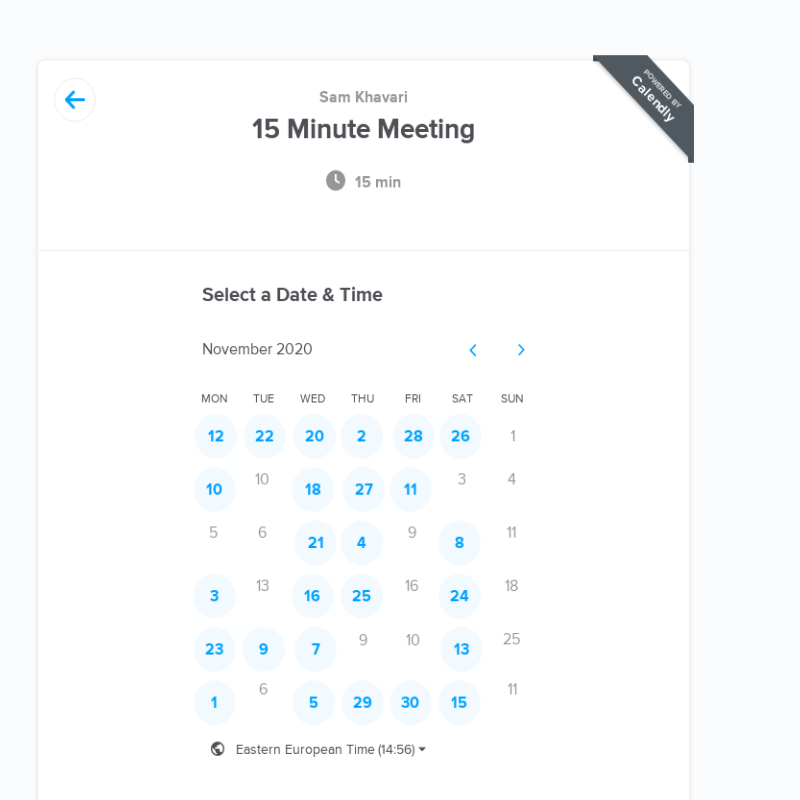 POWERED BY
Calendly
Sam Khavari
15 Minute Meeting
15 min
Select a Date & Time
November 2020
MON TUE WED THU FRI SAT SUN
12 22 20 2 28 26 1
10 10 18 27 11 3 4
5 6 21 4 9 8 11
3 13 16 25 16 24 18
23 9 7 9 10 13 25
1 6 5 29 30 15 11
Eastern European Time (14:56)